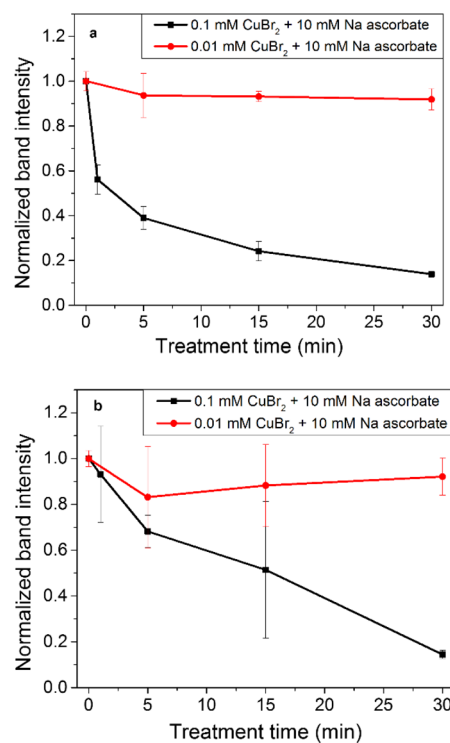 a
0.1 mM CuBr₂ + 10 mM Na ascorbate
0.01 mM CuBr₂ + 10 mM Na ascorbate
Normalized band intensity
1.2
1.0
0.8
0.6
0.4
0.2
0.0
0 5 10 15 20 25 30
Treatment time (min)
b
0.1 mM CuBr₂ + 10 mM Na ascorbate
0.01 mM CuBr₂ + 10 mM Na ascorbate
Normalized band intensity
1.2
1.0
0.8
0.6
0.4
0.2
0.0
0 5 10 15 20 25 30
Treatment time (min)